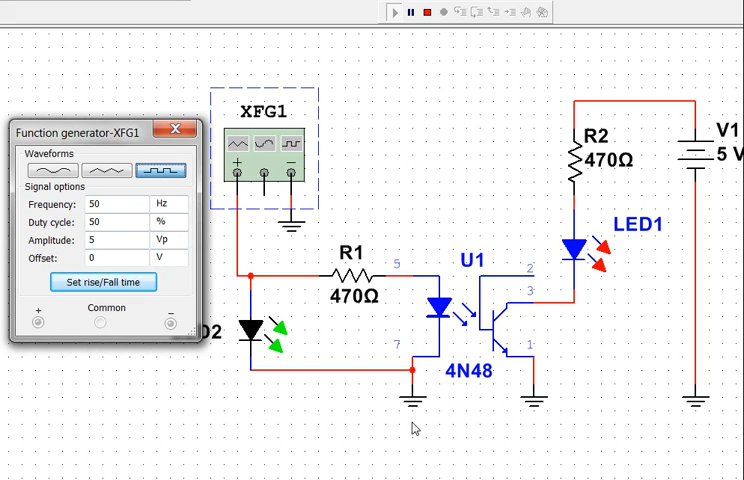 XFG1
Function generator-XFG1
Waveforms
Signal options
Frequency: 50 Hz
Duty cycle: 50 %
Amplitude: 5 Vp
Offset: 0 V
Set rise/Fall time
+ Common −
+ −
R1
470Ω
5
7
U1
4N48
2
3
1
R2
470Ω
LED1
V1
5 V
D2